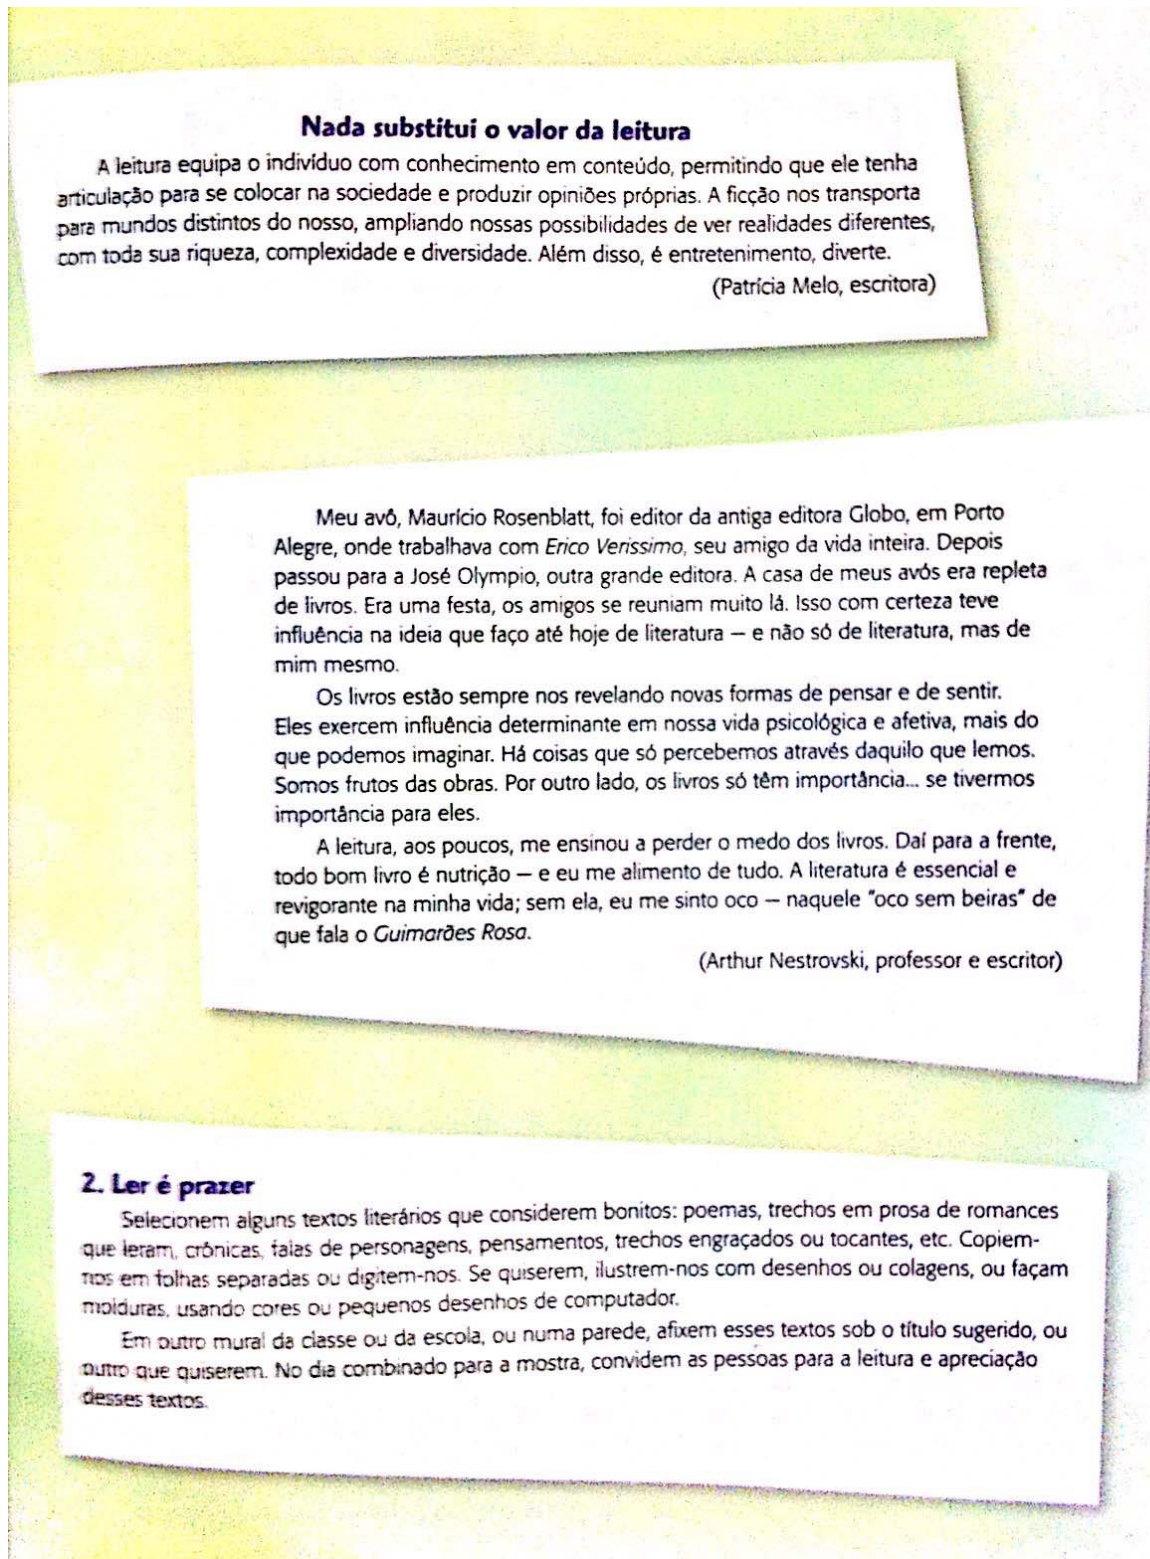 Nada substitui o valor da leitura
A leitura equipa o indivíduo com conhecimento em conteúdo, permitindo que ele tenha
articulação para se colocar na sociedade e produzir opiniões próprias. A ficção nos transporta
para mundos distintos do nosso, ampliando nossas possibilidades de ver realidades diferentes,
com toda sua riqueza, complexidade e diversidade. Além disso, é entretenimento, diverte.
(Patrícia Melo, escritora)
Meu avô, Maurício Rosenblatt, foi editor da antiga editora Globo, em Porto
Alegre, onde trabalhava com Erico Verissimo, seu amigo da vida inteira. Depois
passou para a José Olympio, outra grande editora. A casa de meus avós era repleta
de livros. Era uma festa, os amigos se reuniam muito lá. Isso com certeza teve
influência na ideia que faço até hoje de literatura — e não só de literatura, mas de
mim mesmo.
Os livros estão sempre nos revelando novas formas de pensar e de sentir.
Eles exercem influência determinante em nossa vida psicológica e afetiva, mais do
que podemos imaginar. Há coisas que só percebemos através daquilo que lemos.
Somos frutos das obras. Por outro lado, os livros só têm importância... se tivermos
importância para eles.
A leitura, aos poucos, me ensinou a perder o medo dos livros. Daí para a frente,
todo bom livro é nutrição — e eu me alimento de tudo. A literatura é essencial e
revigorante na minha vida; sem ela, eu me sinto oco — naquele "oco sem beiras" de
que fala o Guimarães Rosa.
(Arthur Nestrovski, professor e escritor)
2. Ler é prazer
Selecionem alguns textos literários que considerem bonitos: poemas, trechos em prosa de romances
que leram, crônicas, falas de personagens, pensamentos, trechos engraçados ou tocantes, etc. Copiem-
nos em folhas separadas ou digitem-nos. Se quiserem, ilustrem-nos com desenhos ou colagens, ou façam
molduras, usando cores ou pequenos desenhos de computador.
Em outro mural da classe ou da escola, ou numa parede, afixem esses textos sob o título sugerido, ou
outro que quiserem. No dia combinado para a mostra, convidem as pessoas para a leitura e apreciação
desses textos.